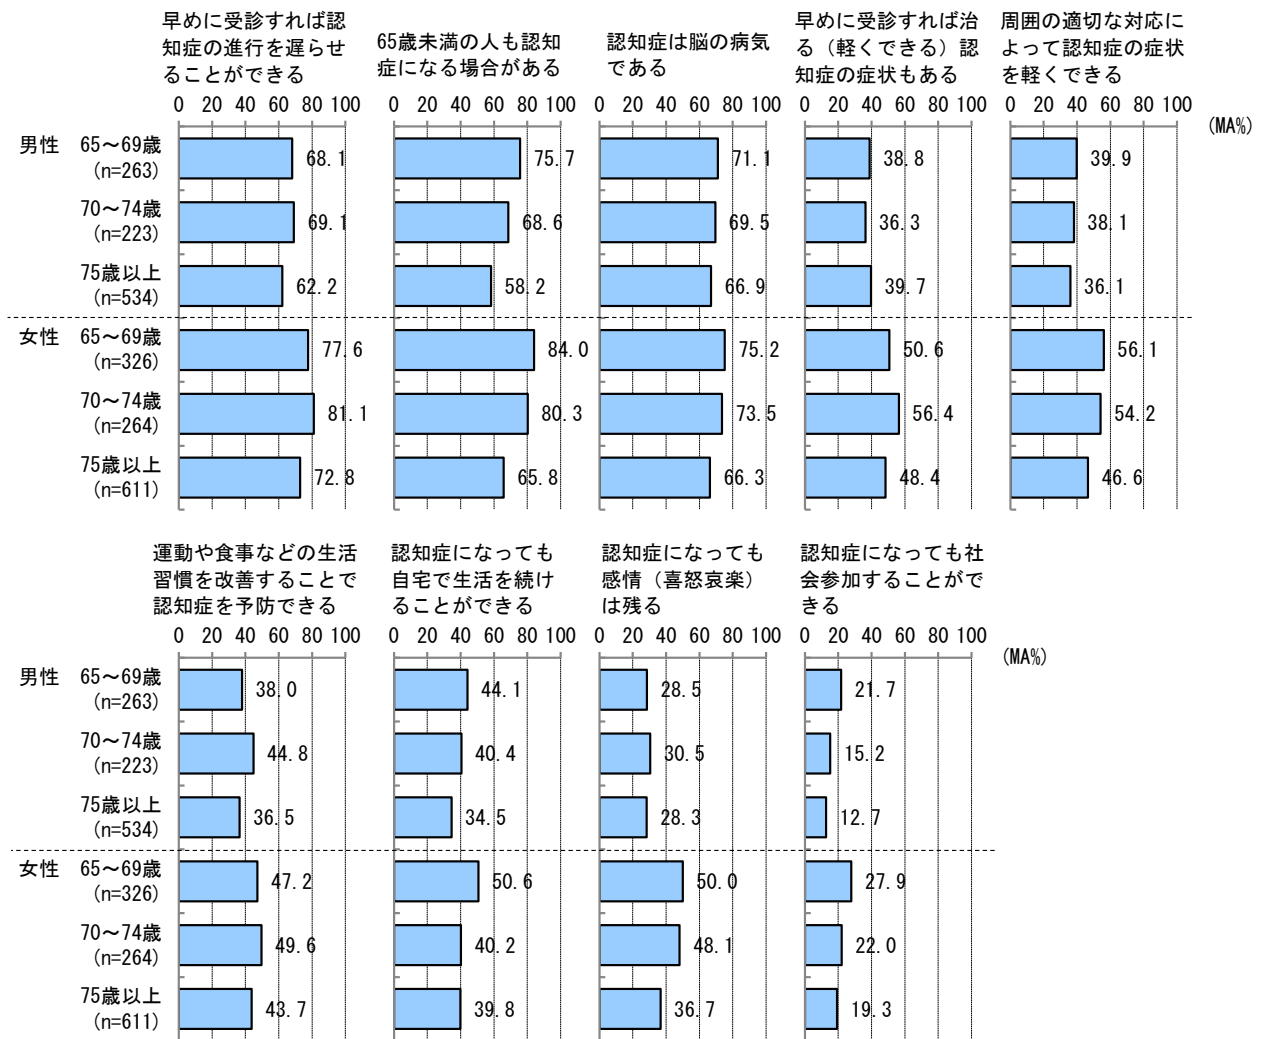 早めに受診すれば認
知症の進行を遅らせ
ることができる
65歳未満の人も認知
症になる場合がある
認知症は脳の病気
である
早めに受診すれば治
る（軽くできる）認
知症の症状もある
周囲の適切な対応に
よって認知症の症状
を軽くできる
0 20 40 60 80 100 0 20 40 60 80 100 0 20 40 60 80 100 0 20 40 60 80 100 0 20 40 60 80 100
(MA%)
男性 65～69歳 68.1 75.7 71.1 38.8 39.9
(n=263)
70～74歳 69.1 68.6 69.5 36.3 38.1
(n=223)
75歳以上 62.2 58.2 66.9 39.7 36.1
(n=534)
女性 65～69歳 77.6 84.0 75.2 50.6 56.1
(n=326)
70～74歳 81.1 80.3 73.5 56.4 54.2
(n=264)
75歳以上 72.8 65.8 66.3 48.4 46.6
(n=611)
運動や食事などの生活
習慣を改善することで
認知症を予防できる
認知症になっても
自宅で生活を続け
ることができる
認知症になっても
感情（喜怒哀楽）
は残る
認知症になっても社
会参加することがで
きる
0 20 40 60 80 100 0 20 40 60 80 100 0 20 40 60 80 100 0 20 40 60 80 100
(MA%)
男性 65～69歳 38.0 44.1 28.5 21.7
(n=263)
70～74歳 44.8 40.4 30.5 15.2
(n=223)
75歳以上 36.5 34.5 28.3 12.7
(n=534)
女性 65～69歳 47.2 50.6 50.0 27.9
(n=326)
70～74歳 49.6 40.2 48.1 22.0
(n=264)
75歳以上 43.7 39.8 36.7 19.3
(n=611)